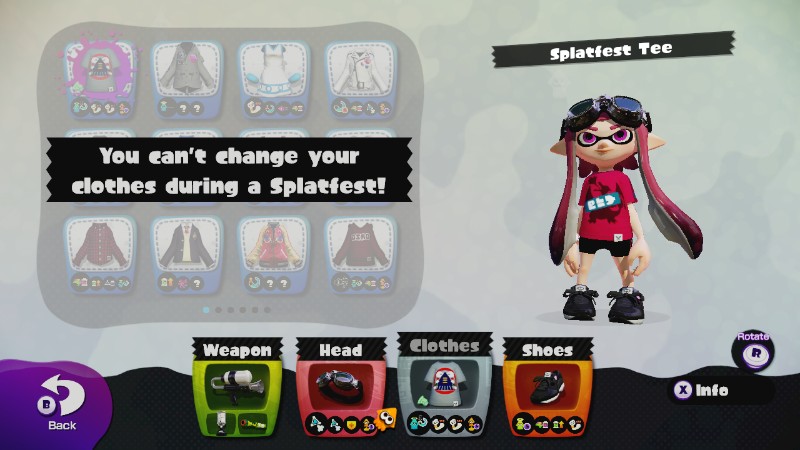 Splatfest Tee
? ?
? ?
You can't change your
clothes during a Splatfest!
?
? ?
Weapon
Head
Clothes
Shoes
Rotate
R
X Info
B
Back